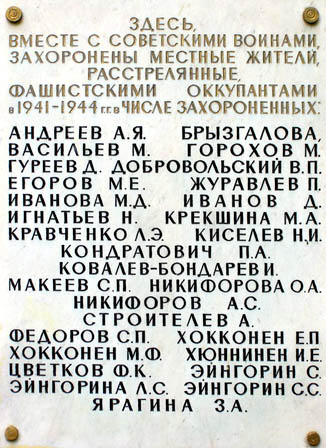 ЗДЕСЬ,
ВМЕСТЕ С СОВЕТСКИМИ ВОИНАМИ,
ЗАХОРОНЕНЫ МЕСТНЫЕ ЖИТЕЛИ,
РАССТРЕЛЯННЫЕ,
ФАШИСТСКИМИ ОККУПАНТАМИ
в 1941-1944 г.г. в ЧИСЛЕ ЗАХОРОНЕННЫХ:
АНДРЕЕВ А.Я. БРЫЗГАЛОВА,
ВАСИЛЬЕВ М. ГОРОХОВ М.
ГУРЕЕВ Д. ДОБРОВОЛЬСКИЙ В.П.
ЕГОРОВ М.Е. ЖУРАВЛЕВ П.
ИВАНОВА М.Д. ИВАНОВ Д.
ИГНАТЬЕВ Н. КРЕКШИНА М.А.
КРАВЧЕНКО Л.Э. КИСЕЛЕВ Н.И.
КОНДРАТОВИЧ П.А.
КОВАЛЕВ-БОНДАРЕВ И.
МАКЕЕВ С.П. НИКИФОРОВА О.А.
НИКИФОРОВ А.С.
СТРОИТЕЛЕВ А.
ФЕДОРОВ С.П. ХОККОНЕН Е.П
ХОККОНЕН М.Ф. ХЮННИНЕН И.Е.
ЦВЕТКОВ Ф.К. ЭЙНГОРИН С.
ЭЙНГОРИНА Л.С. ЭЙНГОРИН С.С.
ЯРАГИНА З.А.